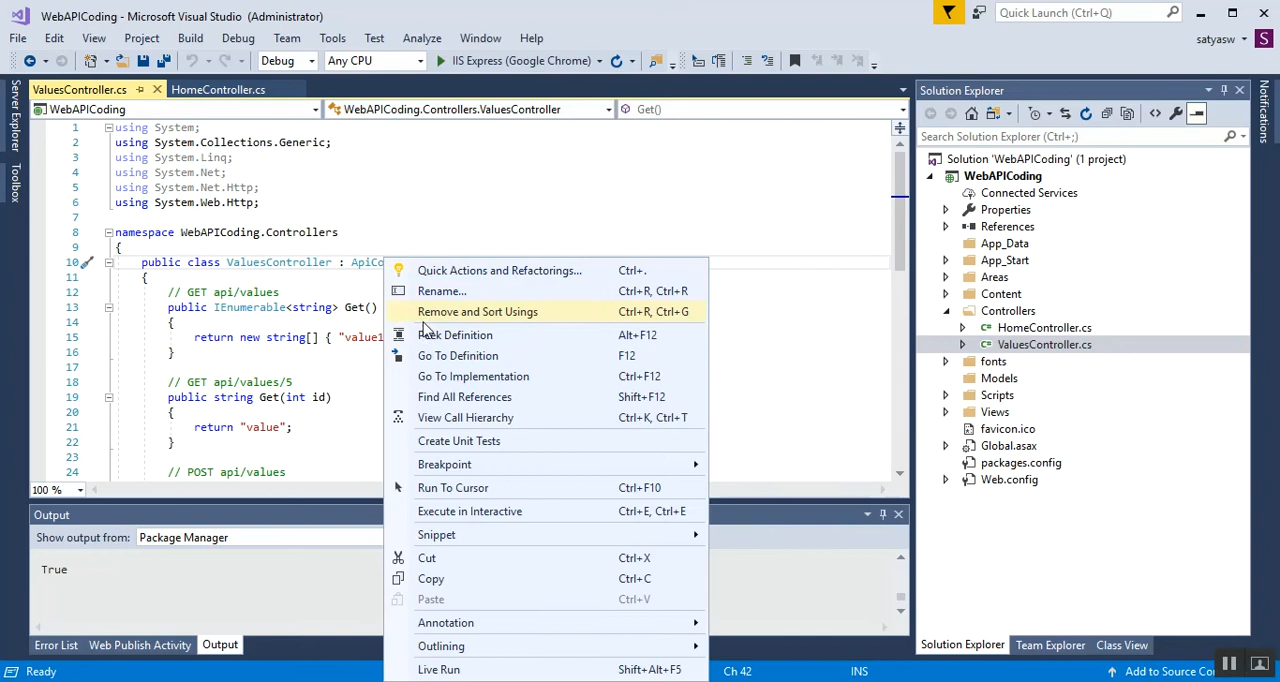 WebAPICoding - Microsoft Visual Studio (Administrator)
Quick Launch (Ctrl+Q)
File Edit View Project Build Debug Team Tools Test Analyze Window Help
satyasw S
Debug Any CPU IIS Express (Google Chrome)
Server Explorer
Toolbox
ValuesController.cs HomeController.cs
WebAPICoding WebAPICoding.Controllers.ValuesController Get()
1 using System;
2 using System.Collections.Generic;
3 using System.Linq;
4 using System.Net;
5 using System.Net.Http;
6 using System.Web.Http;
7
8 namespace WebAPICoding.Controllers
9 {
10 public class ValuesController : ApiCo
11 {
12 // GET api/values
13 public IEnumerable<string> Get()
14 {
15 return new string[] { "value1
16 }
17
18 // GET api/values/5
19 public string Get(int id)
20 {
21 return "value";
22 }
23
24 // POST api/values
100 %
Quick Actions and Refactorings... Ctrl+.
Rename... Ctrl+R, Ctrl+R
Remove and Sort Usings Ctrl+R, Ctrl+G
Peek Definition Alt+F12
Go To Definition F12
Go To Implementation Ctrl+F12
Find All References Shift+F12
View Call Hierarchy Ctrl+K, Ctrl+T
Create Unit Tests
Breakpoint
Run To Cursor Ctrl+F10
Execute in Interactive Ctrl+E, Ctrl+E
Snippet
Cut Ctrl+X
Copy Ctrl+C
Paste Ctrl+V
Annotation
Outlining
Live Run Shift+Alt+F5
Output
Show output from: Package Manager
True
Error List Web Publish Activity Output
Solution Explorer
Search Solution Explorer (Ctrl+;)
Solution 'WebAPICoding' (1 project)
WebAPICoding
Connected Services
Properties
References
App_Data
App_Start
Areas
Content
Controllers
C# HomeController.cs
C# ValuesController.cs
fonts
Models
Scripts
Views
favicon.ico
Global.asax
packages.config
Web.config
Solution Explorer Team Explorer Class View
Notifications
Ready Ch 42 INS Add to Source Co